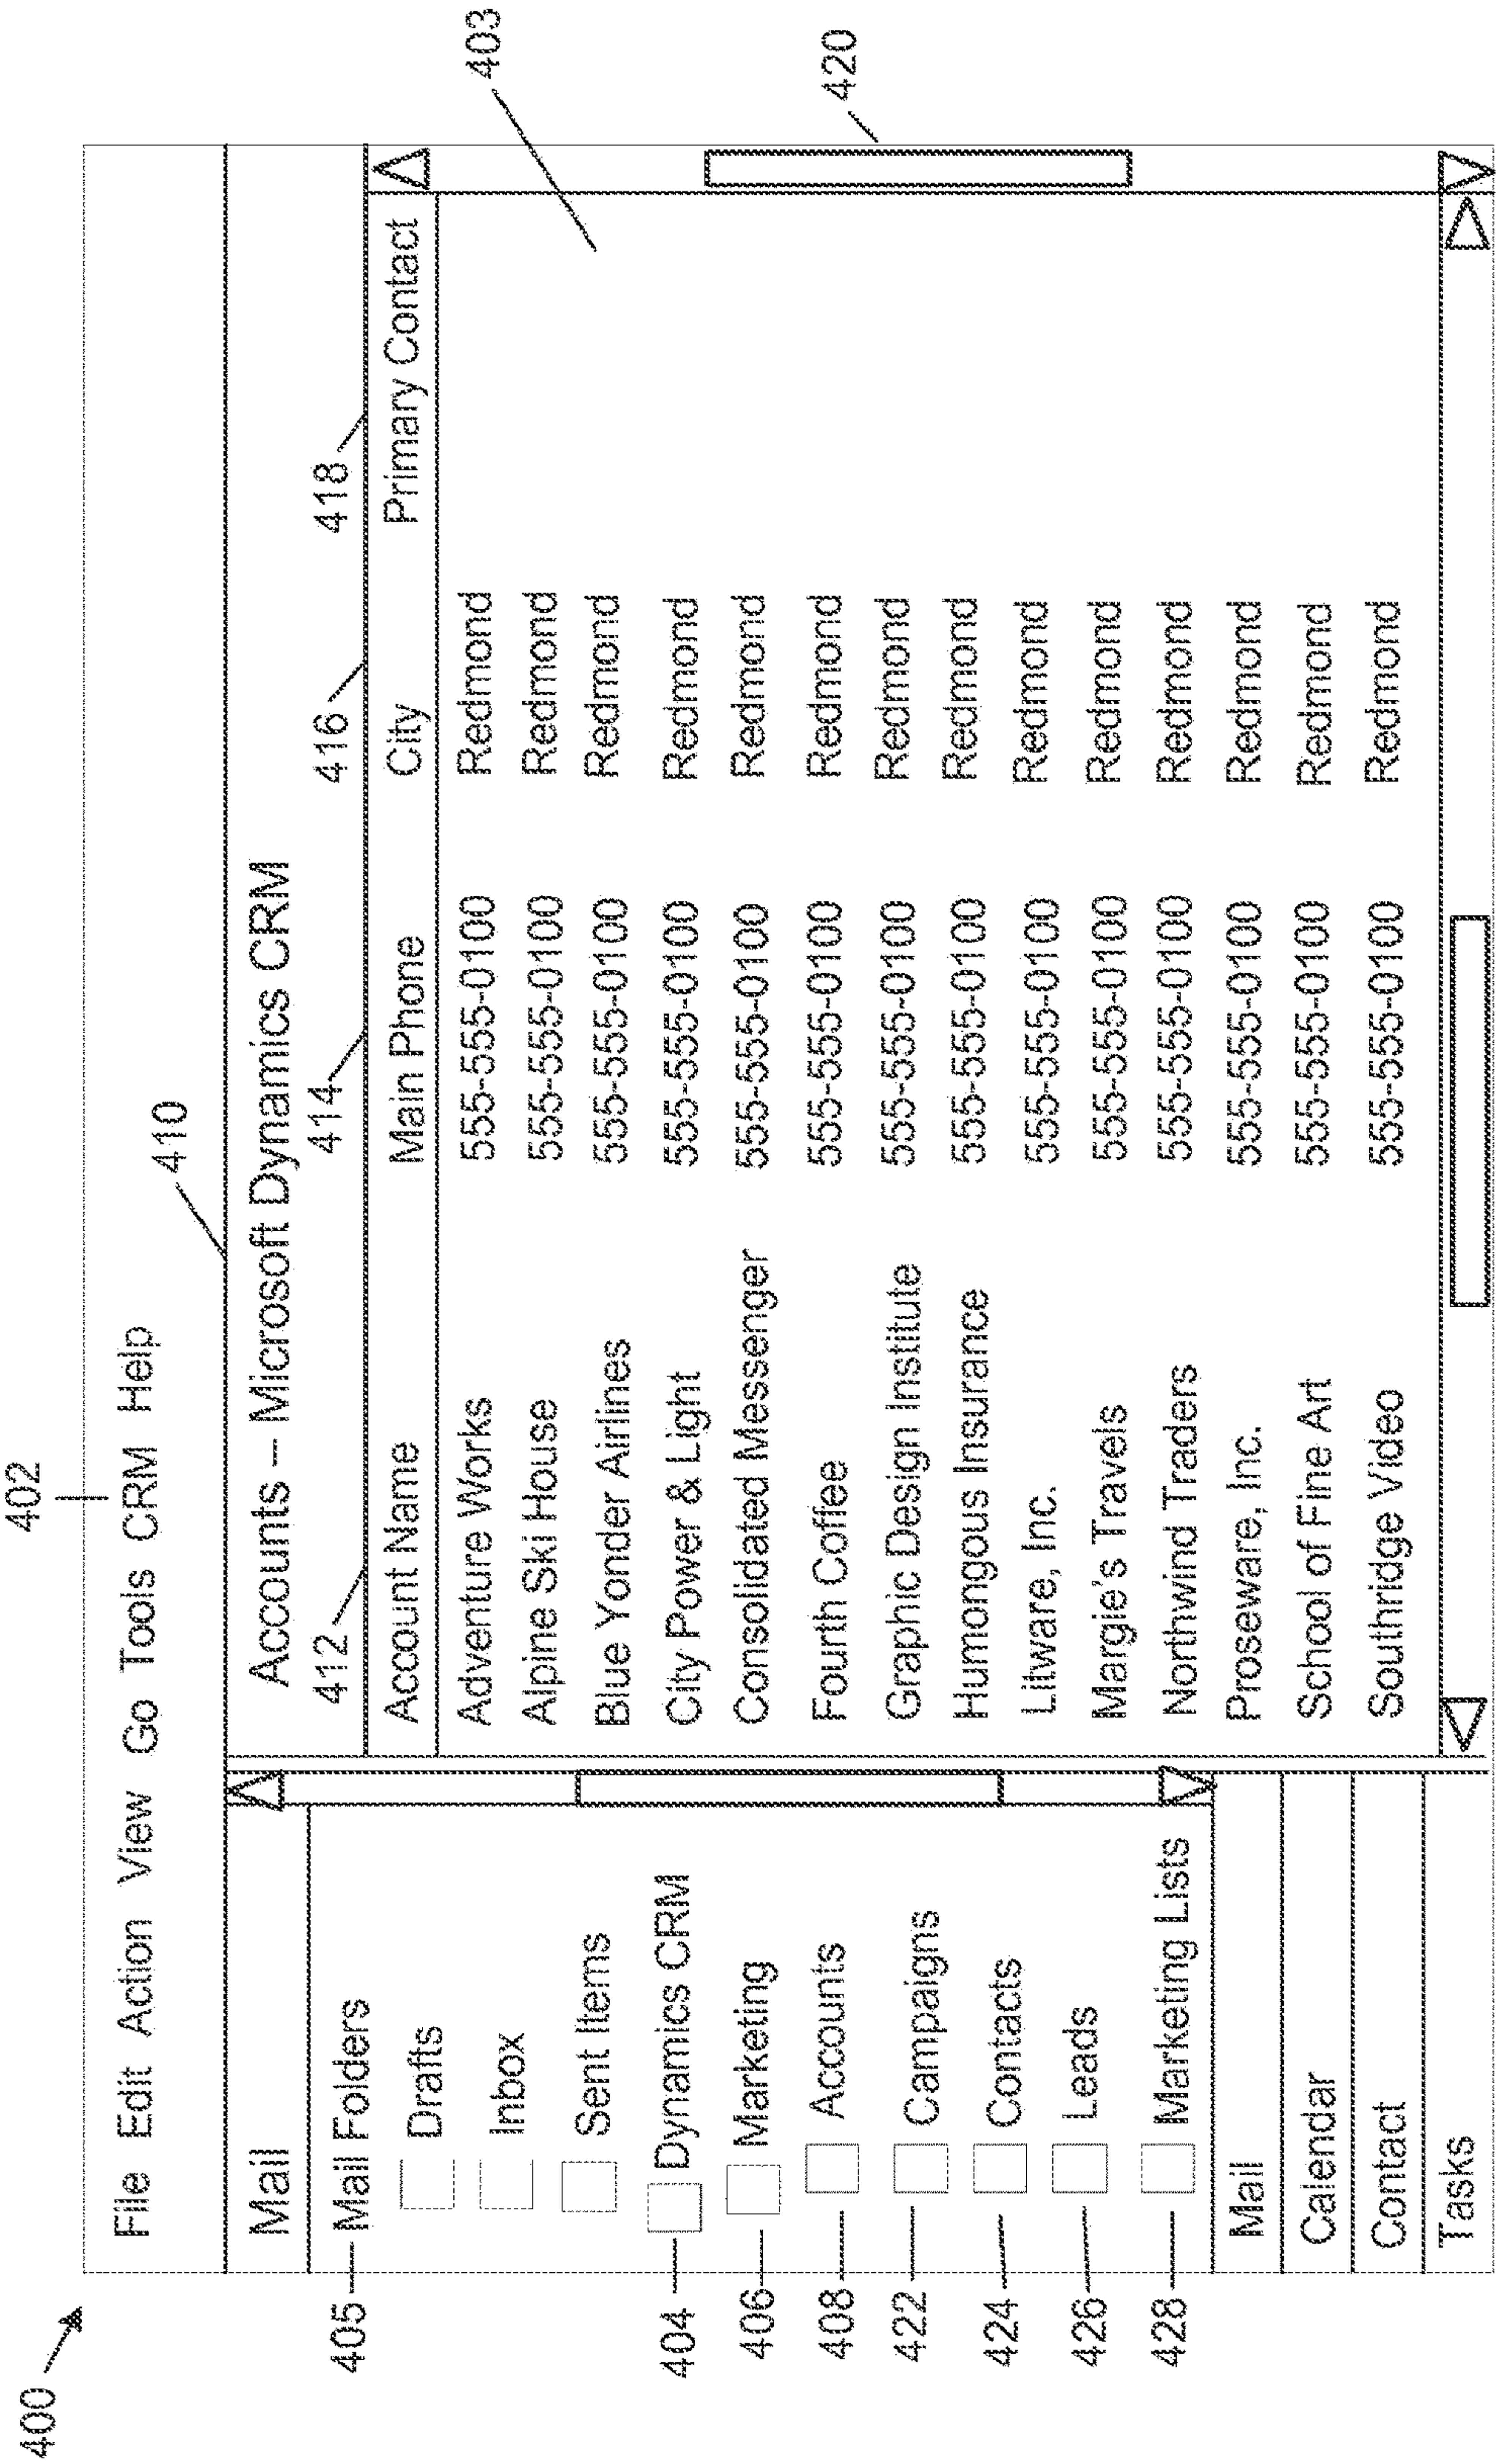 400
402
File Edit Action View Go Tools CRM Help
410
403
Mail
Accounts – Microsoft Dynamics CRM
412 414 416 418
405 Mail Folders
Account Name Main Phone City Primary Contact
Drafts
Inbox
Sent Items
404 Dynamics CRM
406 Marketing
408 Accounts
422 Campaigns
424 Contacts
426 Leads
428 Marketing Lists
Adventure Works 555-555-0100 Redmond
Alpine Ski House 555-555-0100 Redmond
Blue Yonder Airlines 555-555-0100 Redmond
City Power & Light 555-555-0100 Redmond
Consolidated Messenger 555-555-0100 Redmond
Fourth Coffee 555-555-0100 Redmond
Graphic Design Institute 555-555-0100 Redmond
Humongous Insurance 555-555-0100 Redmond
Litware, Inc. 555-555-0100 Redmond
Margie's Travels 555-555-0100 Redmond
Northwind Traders 555-555-0100 Redmond
Proseware, Inc. 555-555-0100 Redmond
School of Fine Art 555-555-0100 Redmond
Southridge Video 555-555-0100 Redmond
420
Mail
Calendar
Contact
Tasks